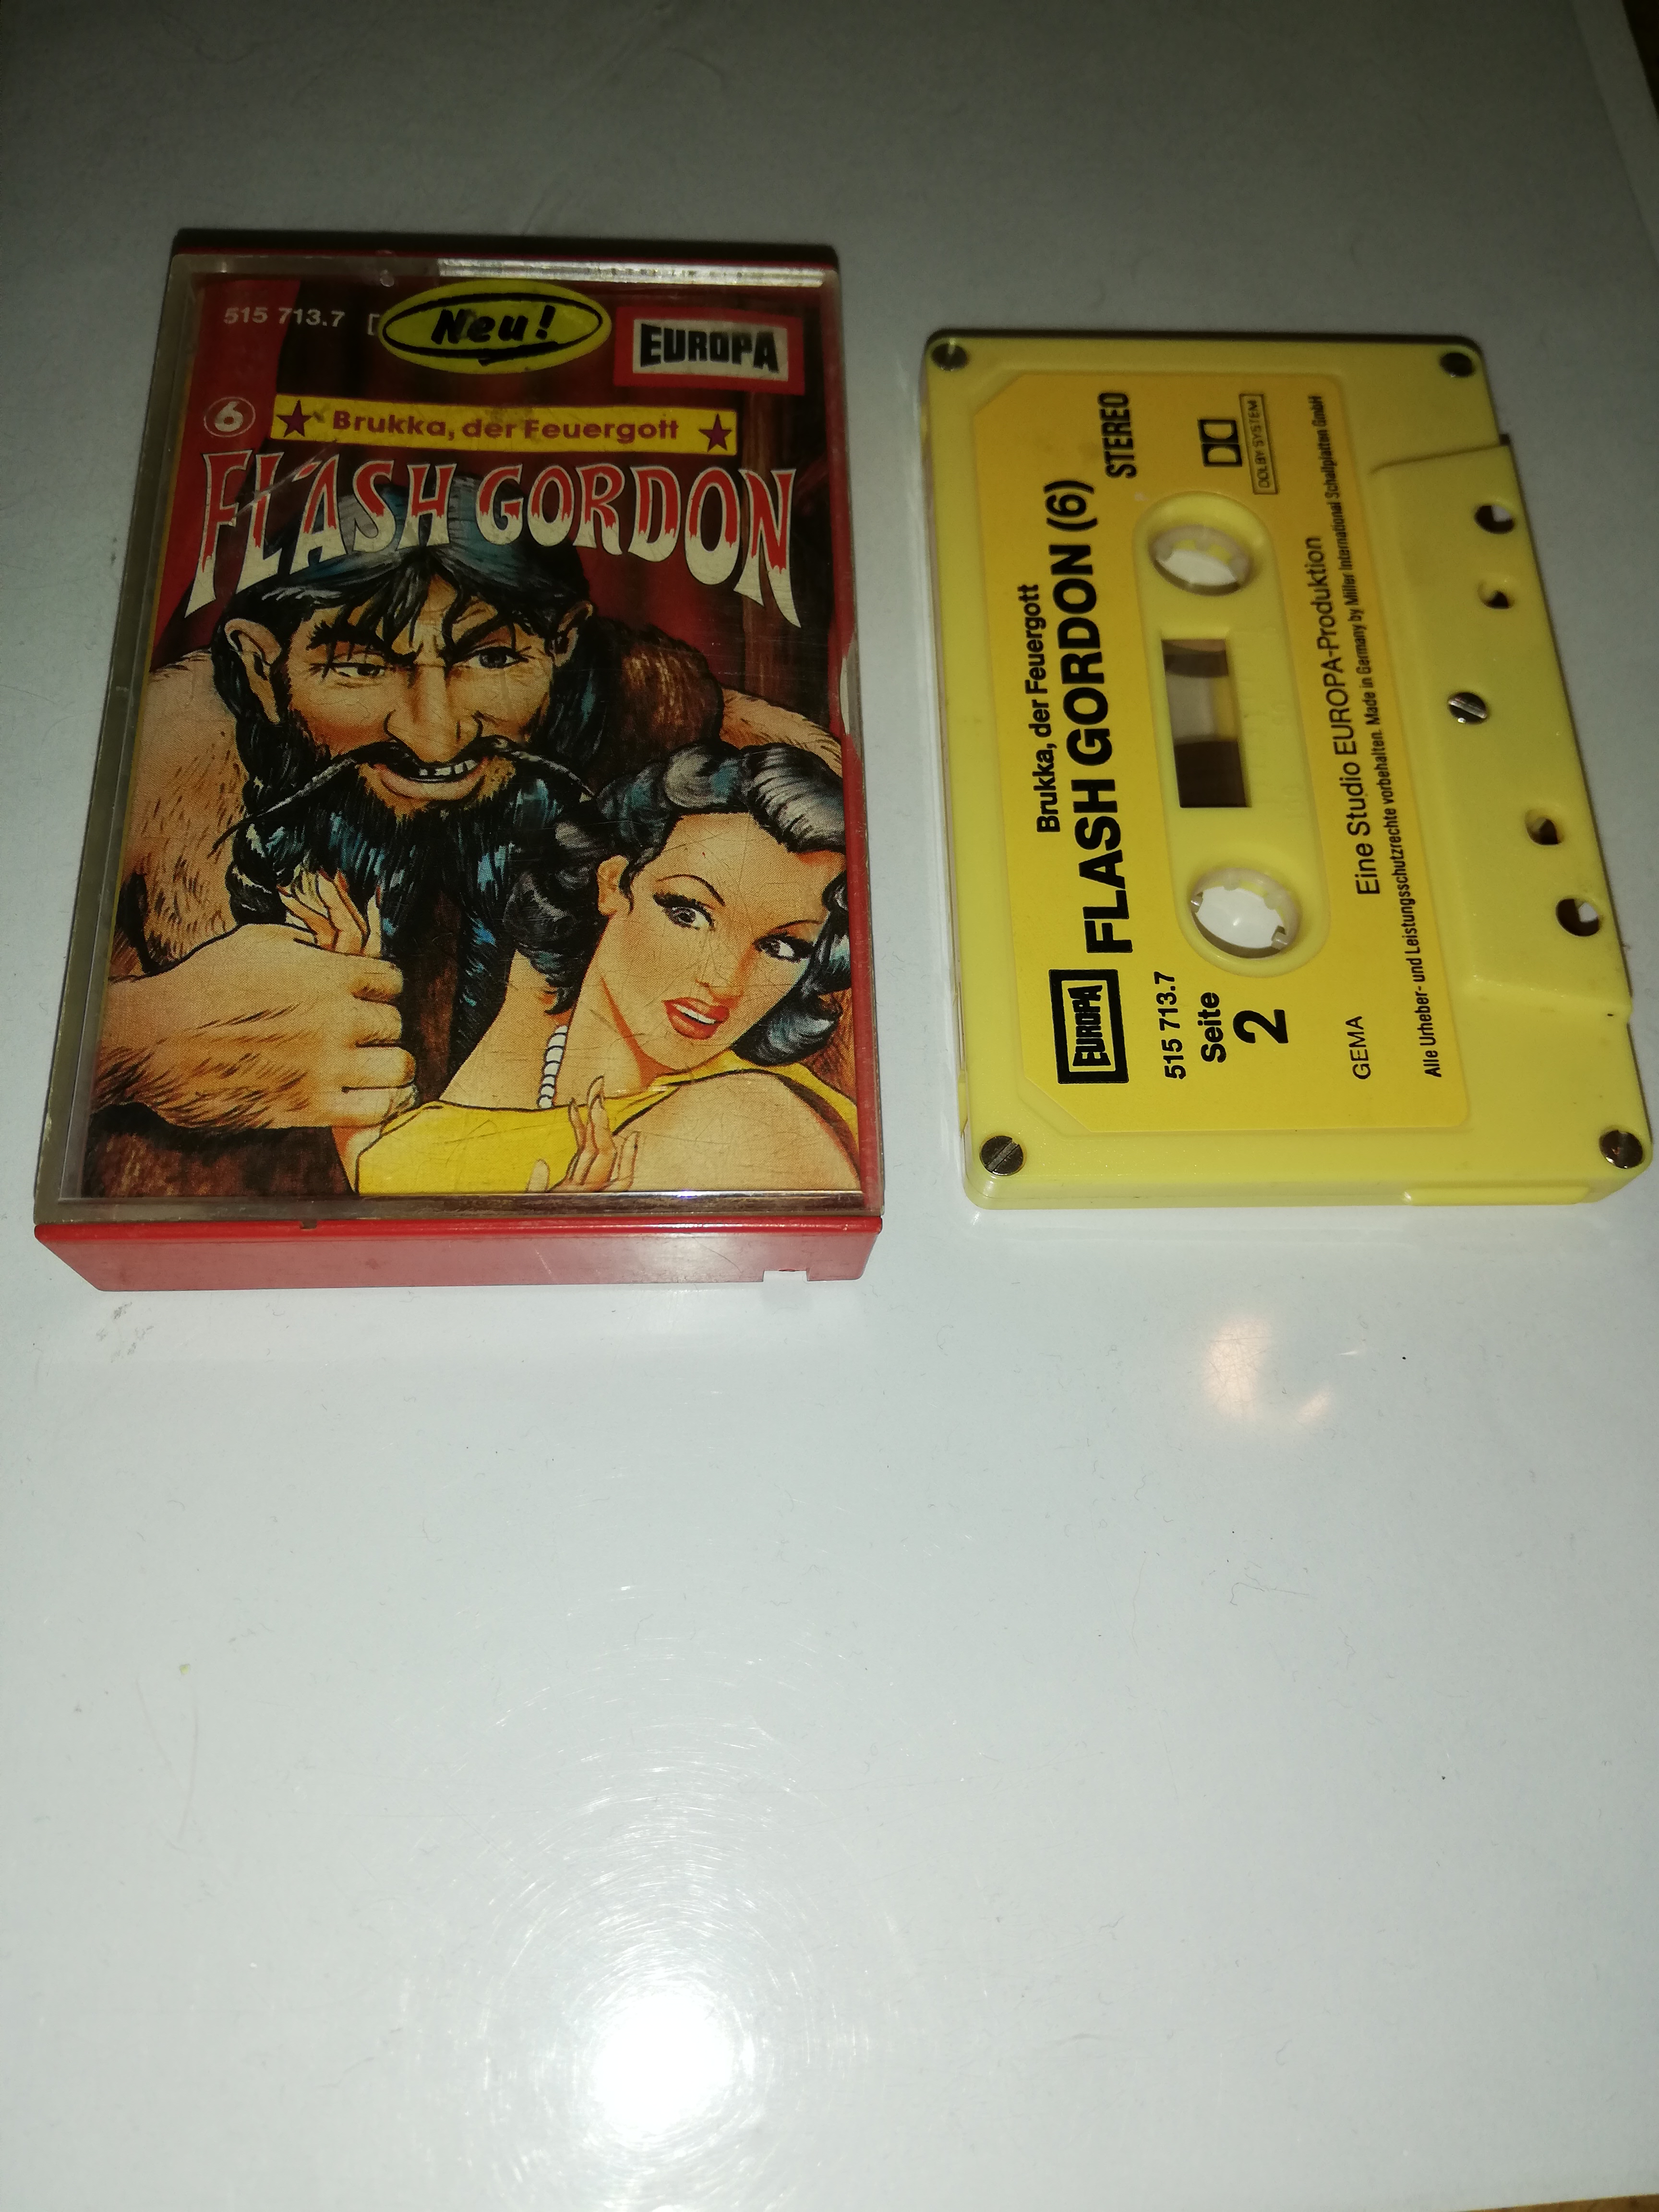 515 713.7
Neu!
EUROPA
6
Brukka, der Feuergott
FLASH GORDON
Brukka, der Feuergott
EUROPA FLASH GORDON (6) STEREO
515 713.7
Seite
2
DOLBY SYSTEM
GEMA
Eine Studio EUROPA-Produktion
Alle Urheber- und Leistungsschutzrechte vorbehalten. Made in Germany by Miller International Schallplatten GmbH